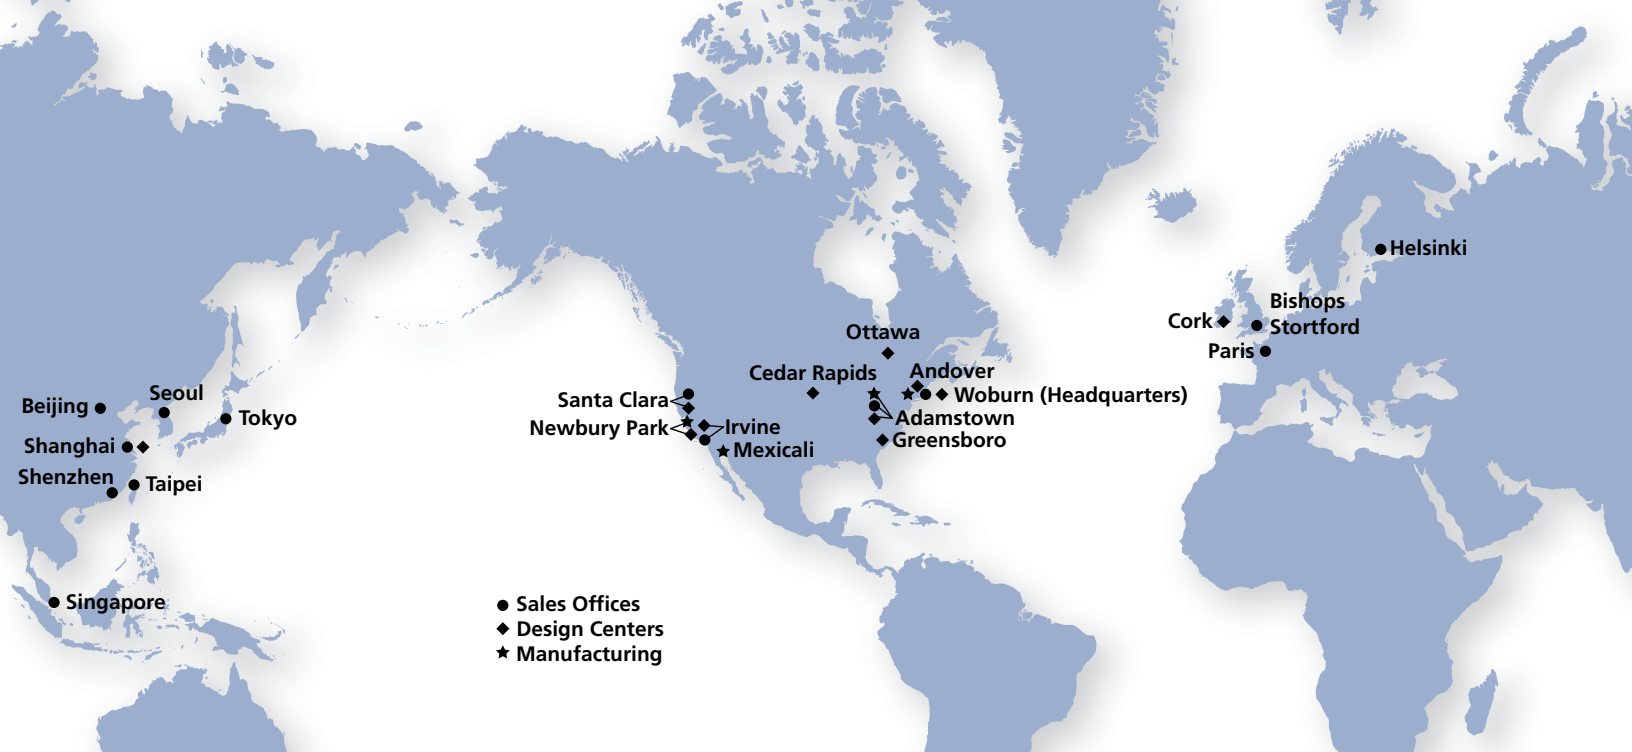 Helsinki
Bishops
Stortford
Cork
Paris
Ottawa
Cedar Rapids
Andover
Woburn (Headquarters)
Adamstown
Greensboro
Santa Clara
Newbury Park
Irvine
Mexicali
Beijing
Seoul
Tokyo
Shanghai
Shenzhen
Taipei
Singapore
Sales Offices
Design Centers
Manufacturing